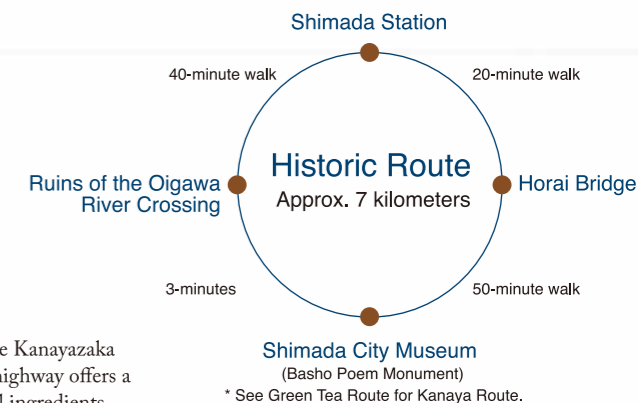 Shimada Station
40-minute walk
20-minute walk
Historic Route
Approx. 7 kilometers
Ruins of the Oigawa
River Crossing
Horai Bridge
3-minutes
50-minute walk
Shimada City Museum
(Basho Poem Monument)
* See Green Tea Route for Kanaya Route.
e Kanayazaka
highway offers a
ingredients